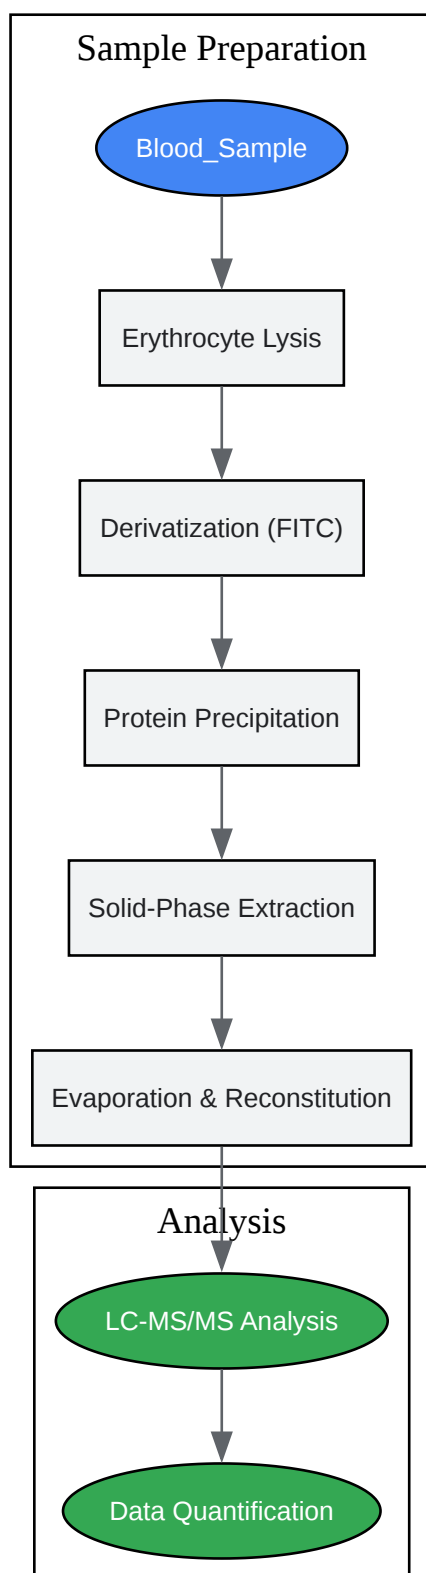 Sample Preparation
Blood_Sample
Erythrocyte Lysis
Derivatization (FITC)
Protein Precipitation
Solid-Phase Extraction
Evaporation & Reconstitution
Analysis
LC-MS/MS Analysis
Data Quantification